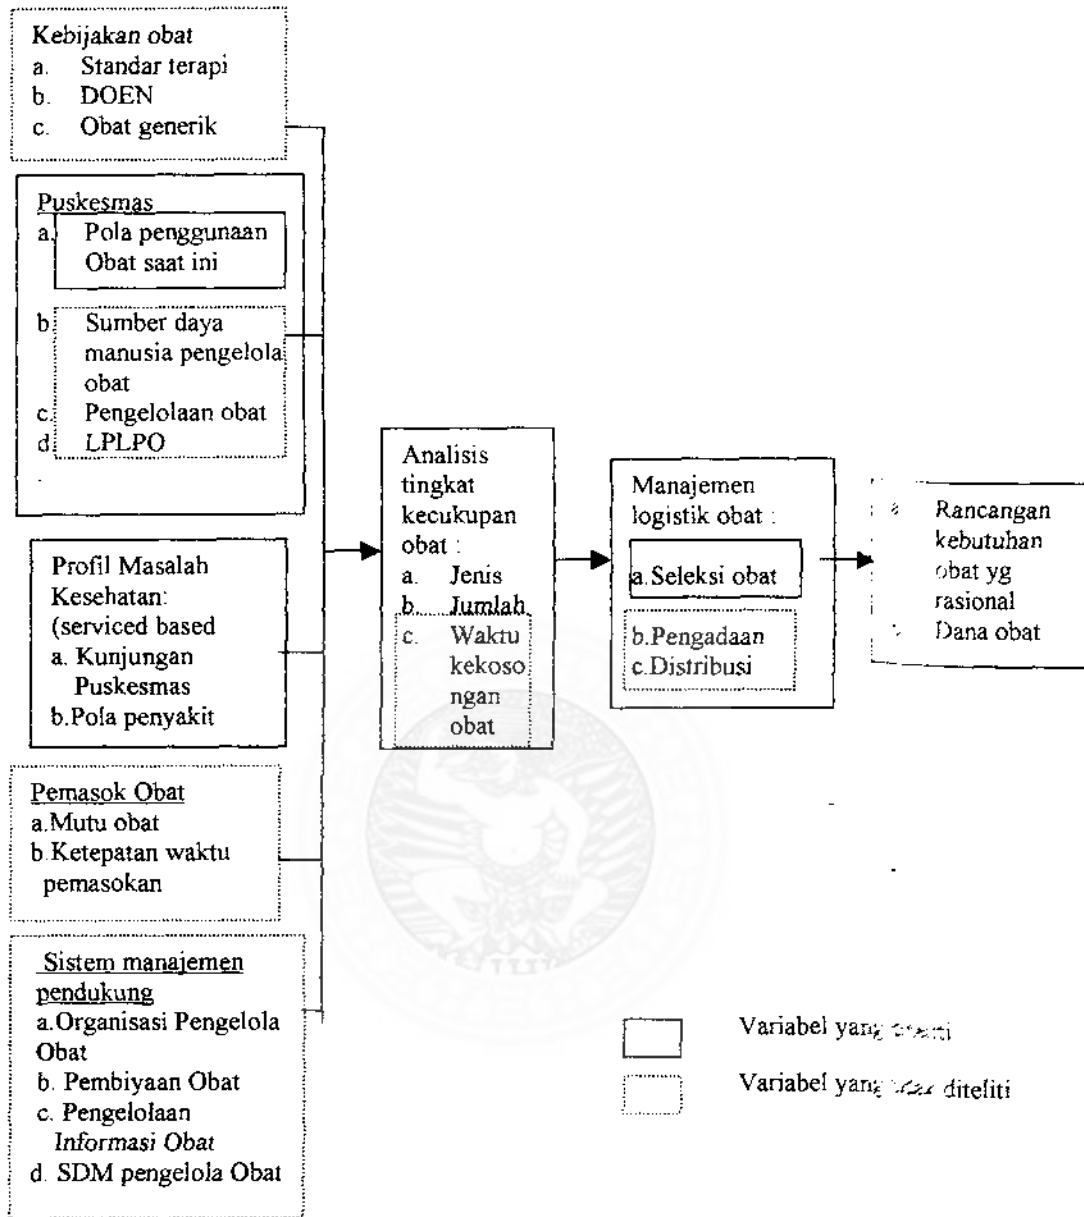 Kebijakan obat
a. Standar terapi
b. DOEN
c. Obat generik
Puskesmas
a. Pola penggunaan
Obat saat ini
b. Sumber daya
manusia pengelola
obat
c. Pengelolaan obat
d. LPLPO
Profil Masalah
Kesehatan:
(serviced based
a. Kunjungan
Puskesmas
b.Pola penyakit
Pemasok Obat
a.Mutu obat
b.Ketepatan waktu
pemasokan
Sistem manajemen
pendukung
a.Organisasi Pengelola
Obat
b. Pembiyaan Obat
c. Pengelolaan
Informasi Obat
d. SDM pengelola Obat
Analisis
tingkat
kecukupan
obat :
a. Jenis
b. Jumlah
c. Waktu
kekoso
ngan
obat
Manajemen
logistik obat :
a.Seleksi obat
b.Pengadaan
c.Distribusi
Rancangan
kebutuhan
obat yg
rasional
Dana obat
Variabel yang
Variabel yang diteliti